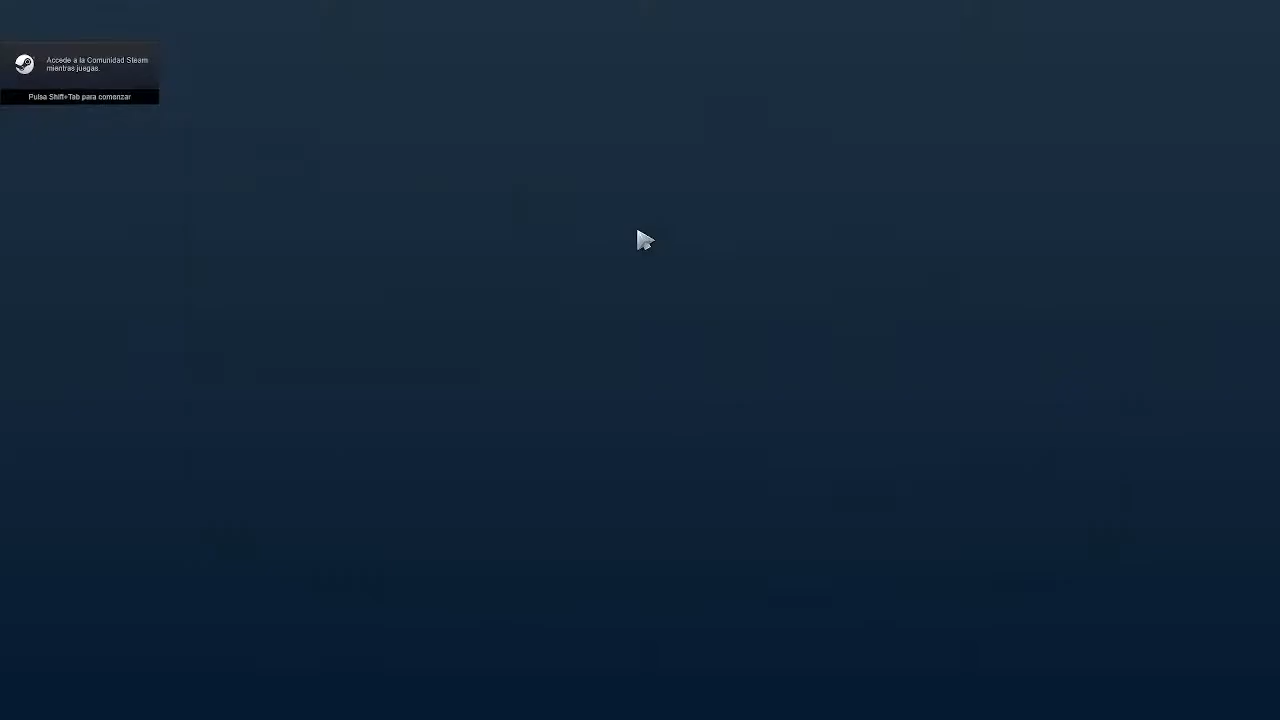 Accede a la Comunidad Steam
mientras juegas.
Pulsa Shift+Tab para comenzar